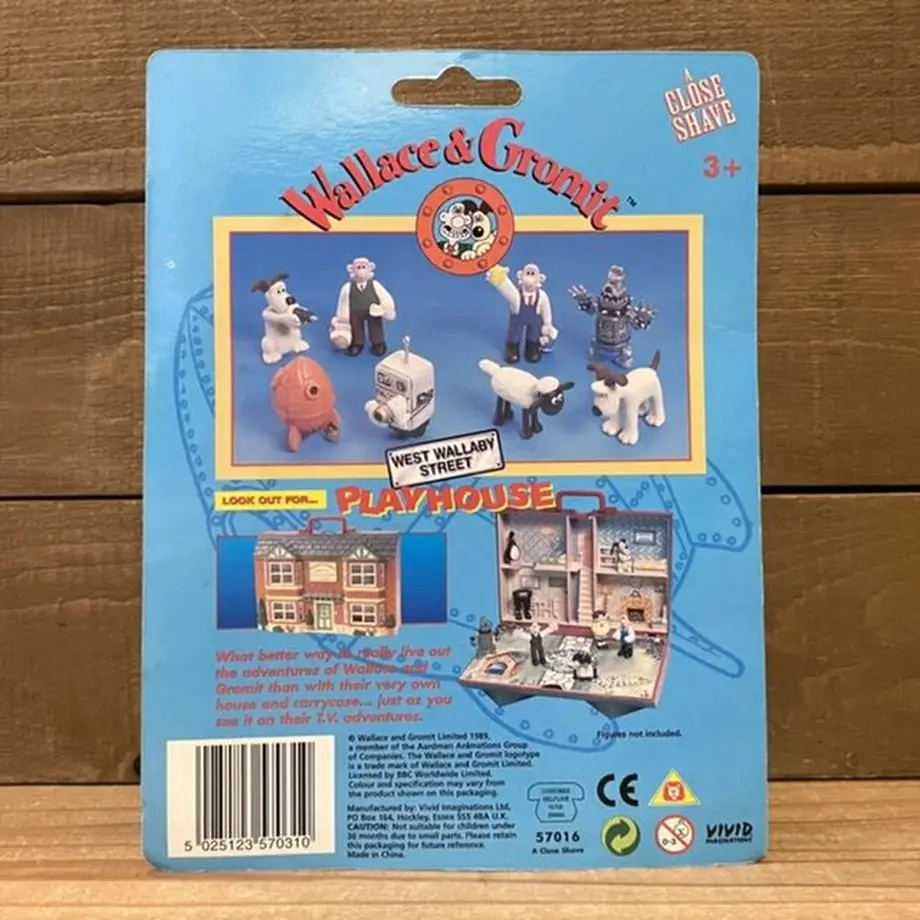 A
CLOSE
SHAVE
3+
Wallace & Gromit™
WEST WALLABY
STREET
LOOK OUT FOR...
PLAYHOUSE
What better way to really live out
the adventures of Wallace and
Gromit than with their very own
house and carrycase... just as you
see it on their T.V. adventures.
Figures not included.
© Wallace and Gromit Limited 1989,
a member of the Aardman Animations Group
of Companies. The Wallace and Gromit logotype
is a trade mark of Wallace and Gromit Limited.
Licensed by BBC Worldwide Limited.
Colour and specification may vary from
the product shown on this packaging.
Manufactured by: Vivid Imaginations Ltd,
PO Box 164, Hockley, Essex SS5 4BA U.K.
CAUTION: Not suitable for children under
36 months due to small parts. Please retain
this packaging for future reference.
Made in China.
5 025123 570310
CE
57016
A Close Shave
0-3
VIVID
IMAGINATIONS